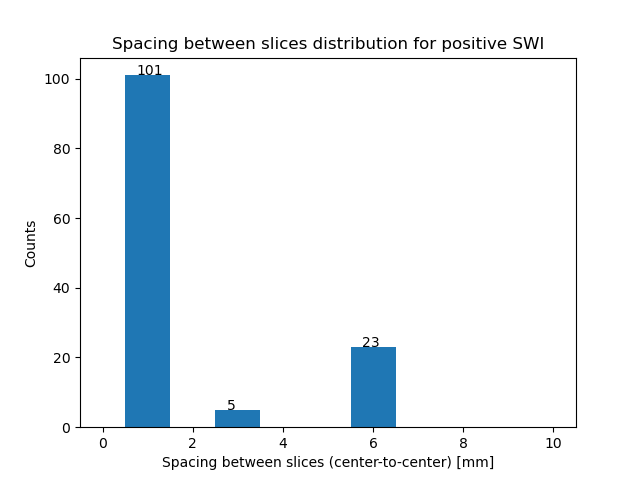 Spacing between slices distribution for positive SWI
101
100
80
60
40
20
0
23
5
Counts
0 2 4 6 8 10
Spacing between slices (center-to-center) [mm]